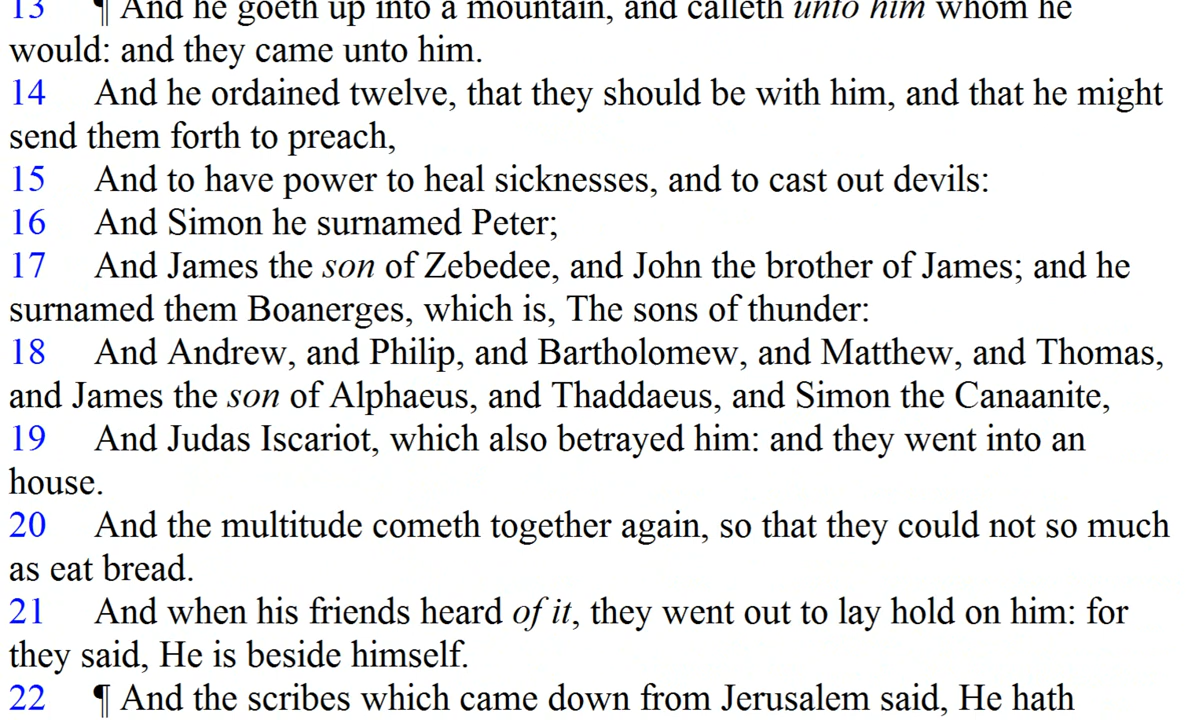 13 ¶ And he goeth up into a mountain, and calleth unto him whom he
would: and they came unto him.
14 And he ordained twelve, that they should be with him, and that he might
send them forth to preach,
15 And to have power to heal sicknesses, and to cast out devils:
16 And Simon he surnamed Peter;
17 And James the son of Zebedee, and John the brother of James; and he
surnamed them Boanerges, which is, The sons of thunder:
18 And Andrew, and Philip, and Bartholomew, and Matthew, and Thomas,
and James the son of Alphaeus, and Thaddaeus, and Simon the Canaanite,
19 And Judas Iscariot, which also betrayed him: and they went into an
house.
20 And the multitude cometh together again, so that they could not so much
as eat bread.
21 And when his friends heard of it, they went out to lay hold on him: for
they said, He is beside himself.
22 ¶ And the scribes which came down from Jerusalem said, He hath